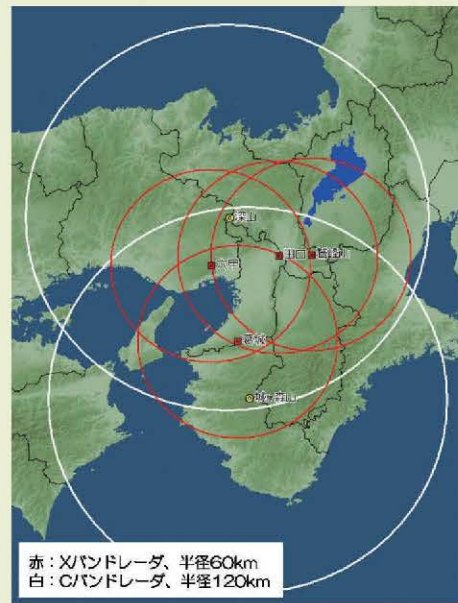 深山
田口
鷲峰山
六甲
葛城
城ヶ森山
赤：Xバンドレーダ、半径60km
白：Cバンドレーダ、半径120km